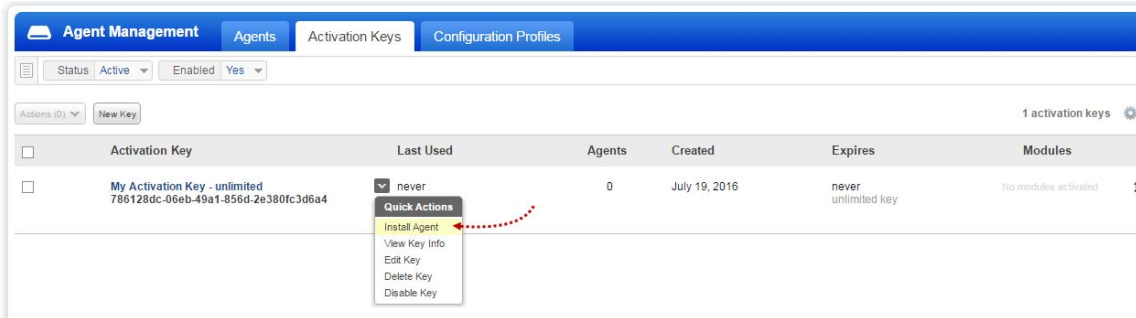 Agent Management Agents Activation Keys Configuration Profiles
Status Active Enabled Yes
Actions (0) New Key 1 activation keys
Activation Key Last Used Agents Created Expires Modules
My Activation Key - unlimited never 0 July 19, 2016 never No modules activated
786128dc-06eb-49a1-856d-2e380fc3d6a4 unlimited key
Quick Actions
Install Agent
View Key Info
Edit Key
Delete Key
Disable Key